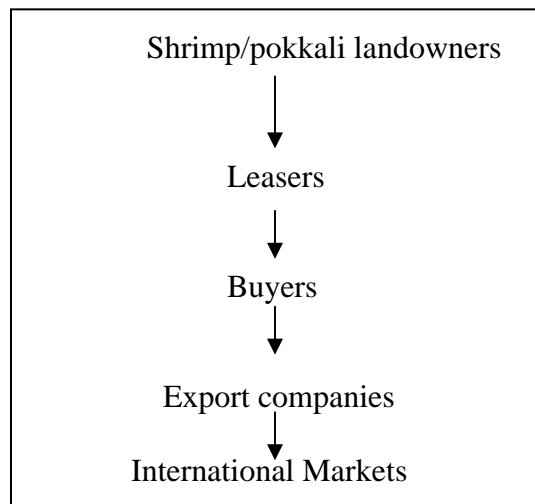 Shrimp/pokkali landowners
Leasers
Buyers
Export companies
International Markets